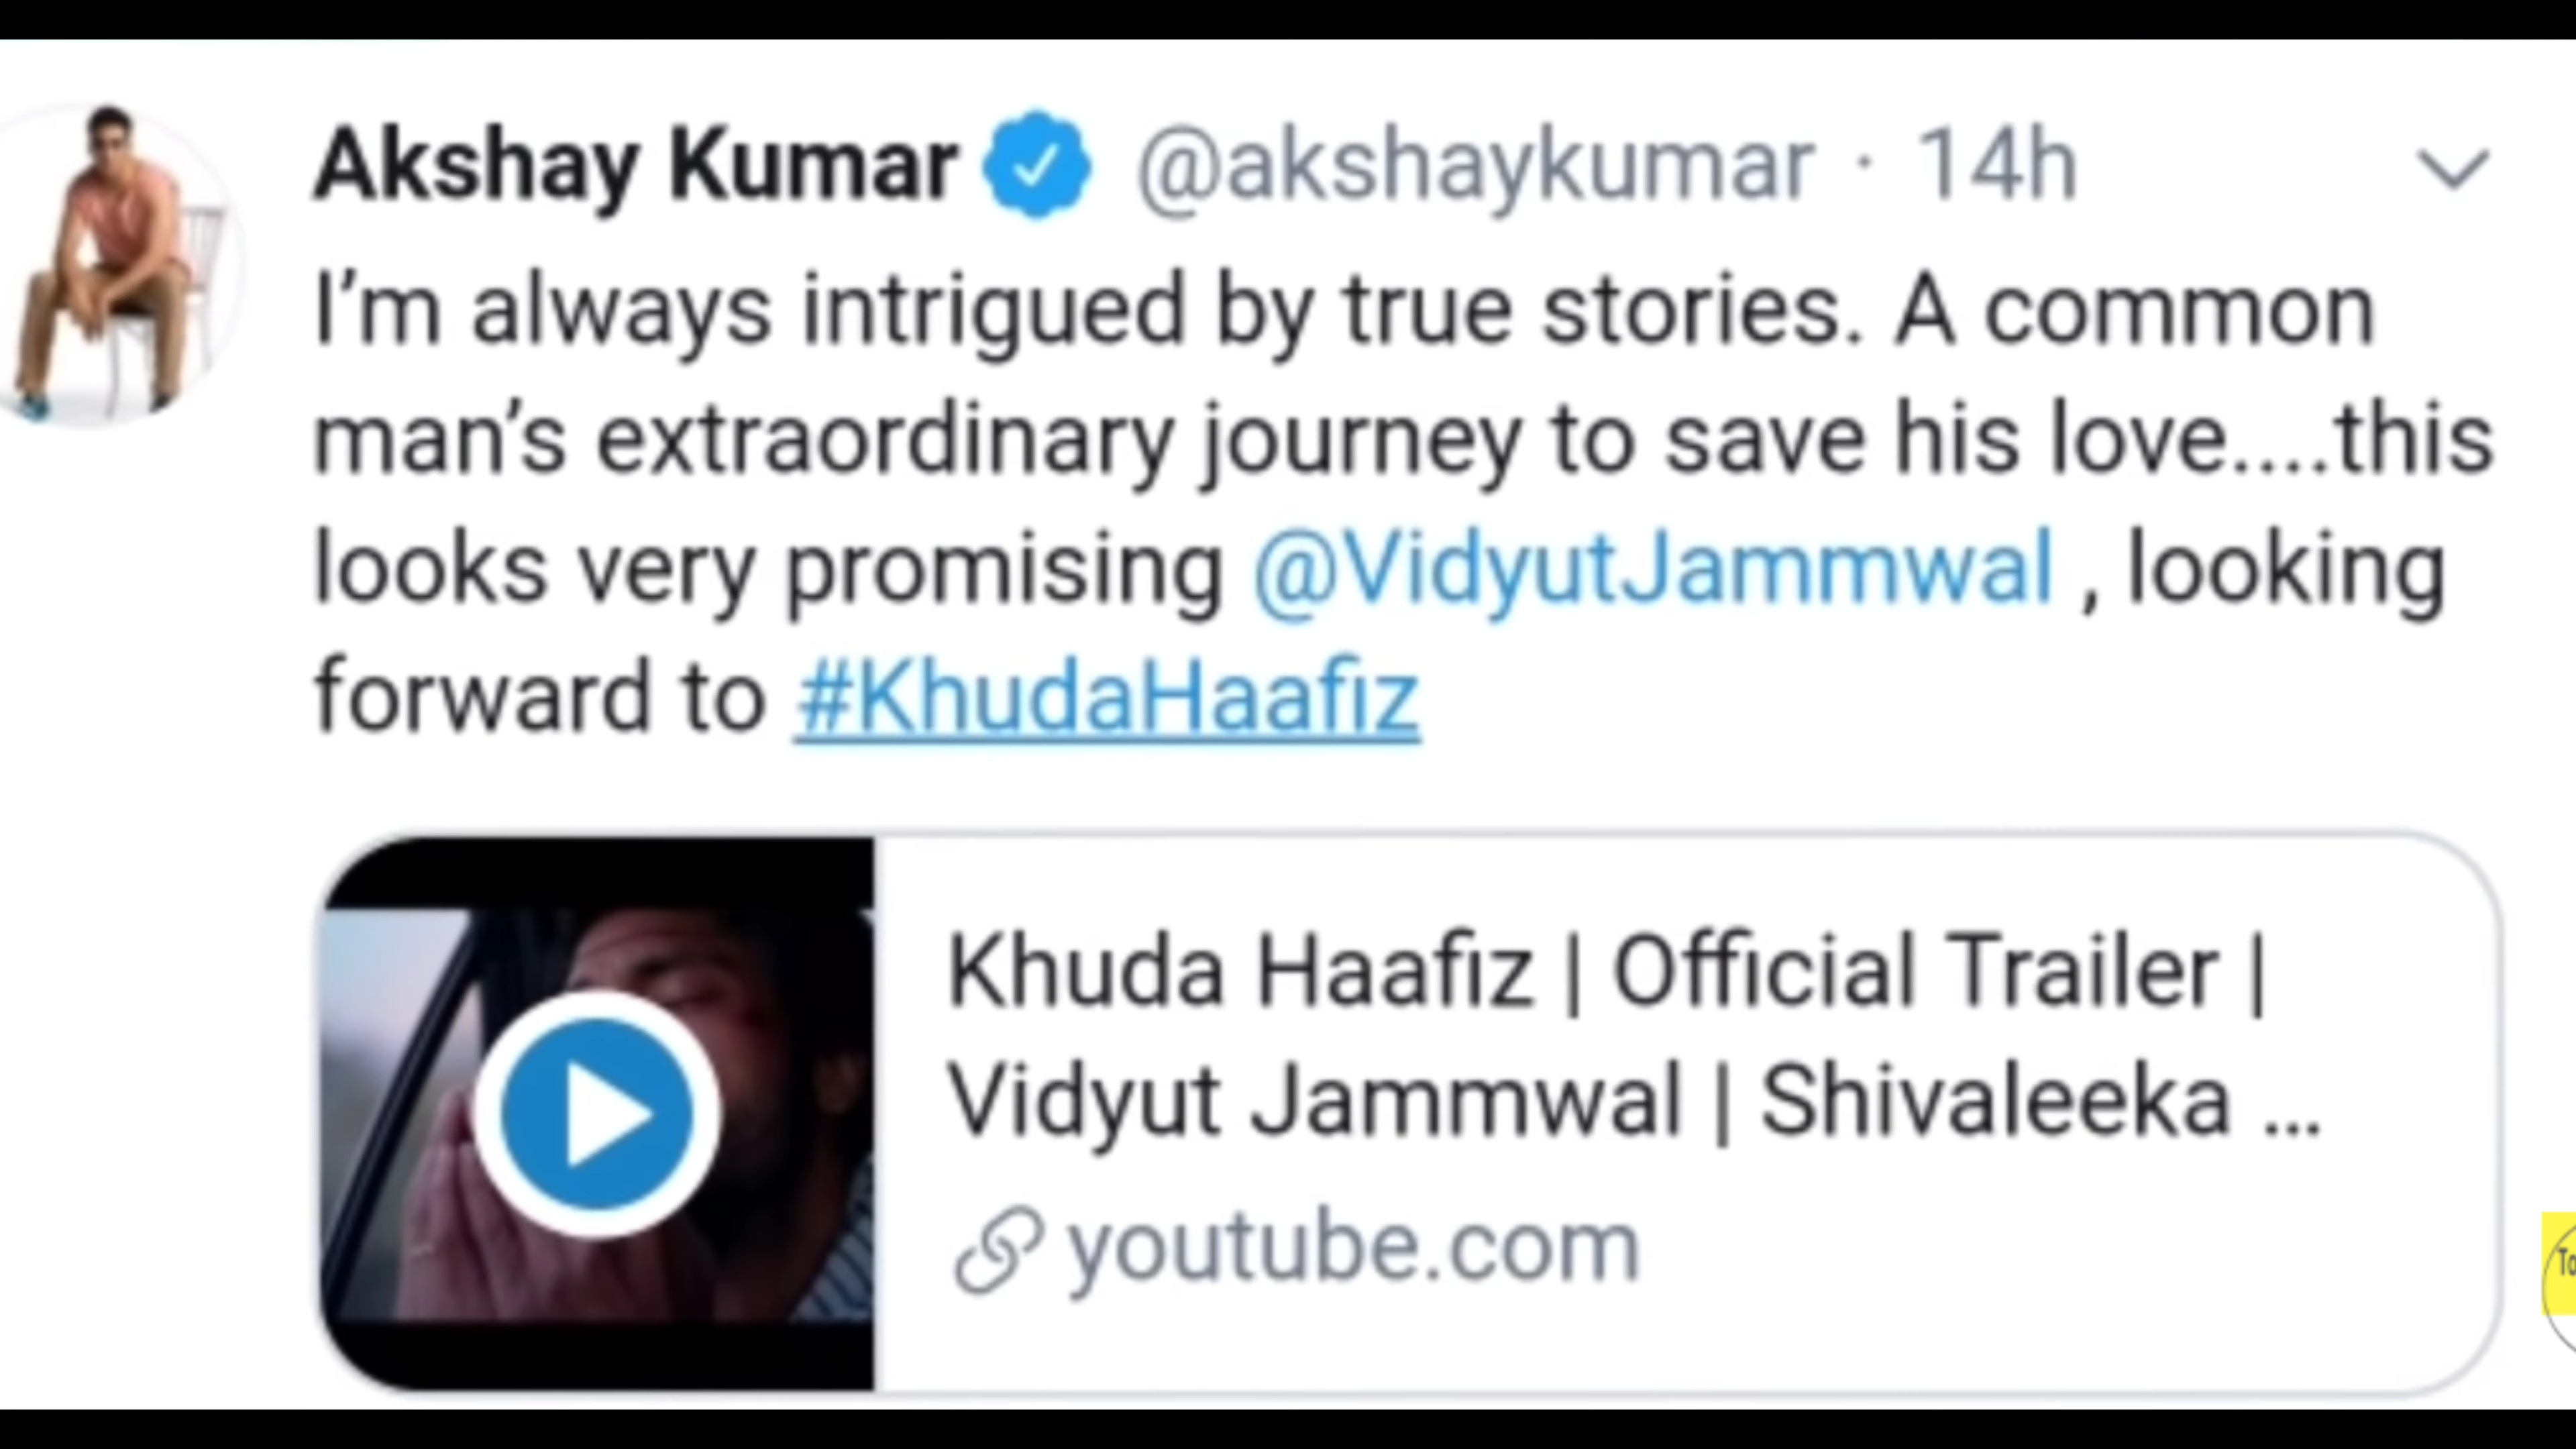 Akshay Kumar @akshaykumar · 14h
I'm always intrigued by true stories. A common
man's extraordinary journey to save his love....this
looks very promising @VidyutJammwal , looking
forward to #KhudaHaafiz
Khuda Haafiz | Official Trailer |
Vidyut Jammwal | Shivaleeka ...
youtube.com